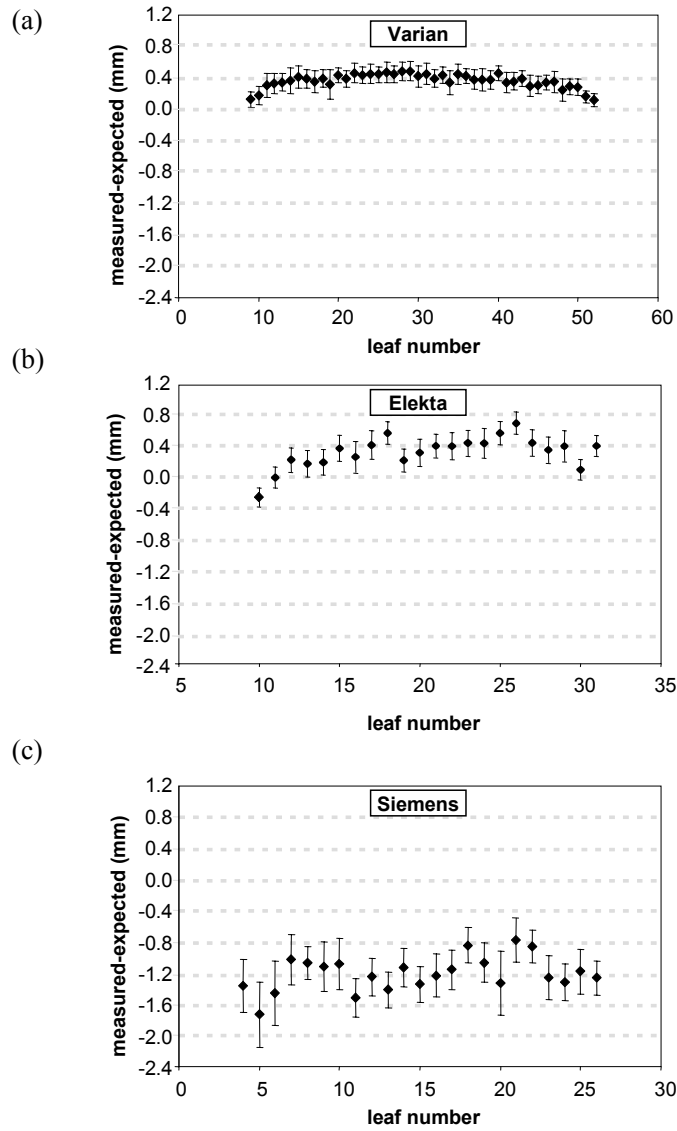 (a)
Varian
measured-expected (mm)
1.2
0.8
0.4
0.0
-0.4
-0.8
-1.2
-1.6
-2.0
-2.4
0 10 20 30 40 50 60
leaf number
(b)
Elekta
measured-expected (mm)
1.2
0.8
0.4
0.0
-0.4
-0.8
-1.2
-1.6
-2.0
-2.4
5 10 15 20 25 30 35
leaf number
(c)
Siemens
measured-expected (mm)
1.2
0.8
0.4
0.0
-0.4
-0.8
-1.2
-1.6
-2.0
-2.4
0 5 10 15 20 25 30
leaf number